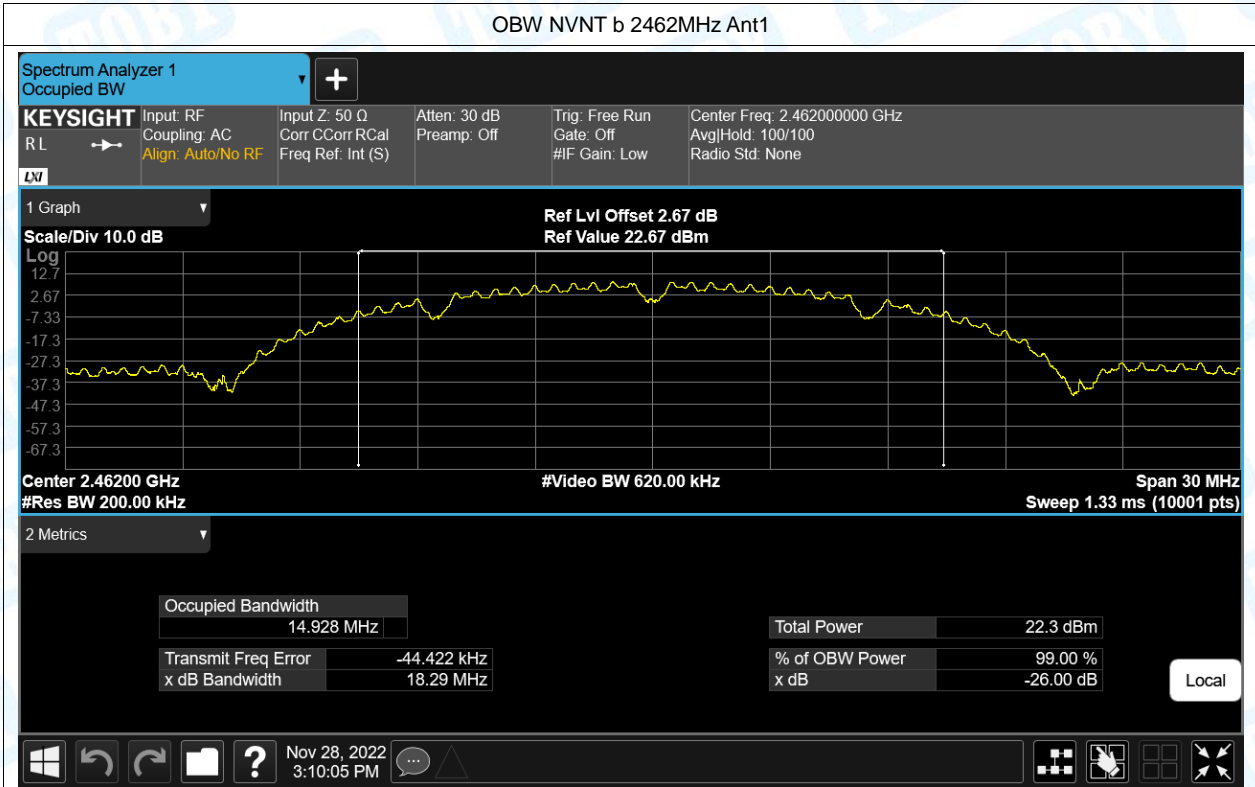 OBW NVNT b 2462MHz Ant1
Spectrum Analyzer 1
Occupied BW
KEYSIGHT
RL
LXI
Input: RF
Coupling: AC
Align: Auto/No RF
Input Z: 50 Ω
Corr CCorr RCal
Freq Ref: Int (S)
Atten: 30 dB
Preamp: Off
Trig: Free Run
Gate: Off
#IF Gain: Low
Center Freq: 2.462000000 GHz
Avg|Hold: 100/100
Radio Std: None
1 Graph
Scale/Div 10.0 dB
Ref Lvl Offset 2.67 dB
Ref Value 22.67 dBm
Log
12.7
2.67
-7.33
-17.3
-27.3
-37.3
-47.3
-57.3
-67.3
Center 2.46200 GHz
#Video BW 620.00 kHz
Span 30 MHz
#Res BW 200.00 kHz
Sweep 1.33 ms (10001 pts)
2 Metrics
Occupied Bandwidth
14.928 MHz
Total Power 22.3 dBm
Transmit Freq Error -44.422 kHz
% of OBW Power 99.00 %
x dB Bandwidth 18.29 MHz
x dB -26.00 dB
Local
Nov 28, 2022
3:10:05 PM